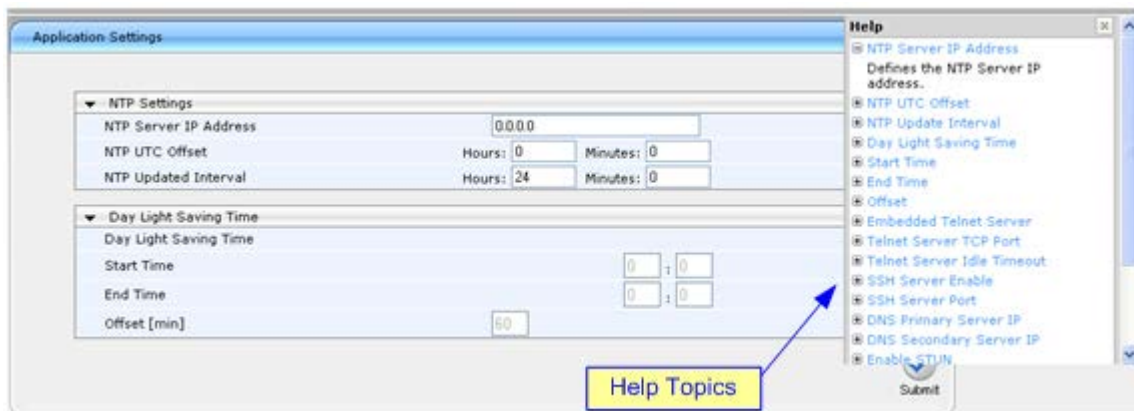 Application Settings
NTP Settings
NTP Server IP Address 0.0.0.0
NTP UTC Offset Hours: 0 Minutes: 0
NTP Updated Interval Hours: 24 Minutes: 0
Day Light Saving Time
Day Light Saving Time
Start Time 0 : 0
End Time 0 : 0
Offset [min] 60
Help
NTP Server IP Address
Defines the NTP Server IP
address.
NTP UTC Offset
NTP Update Interval
Day Light Saving Time
Start Time
End Time
Offset
Embedded Telnet Server
Telnet Server TCP Port
Telnet Server Idle Timeout
SSH Server Enable
SSH Server Port
DNS Primary Server IP
DNS Secondary Server IP
Enable STUN
Help Topics
Submit